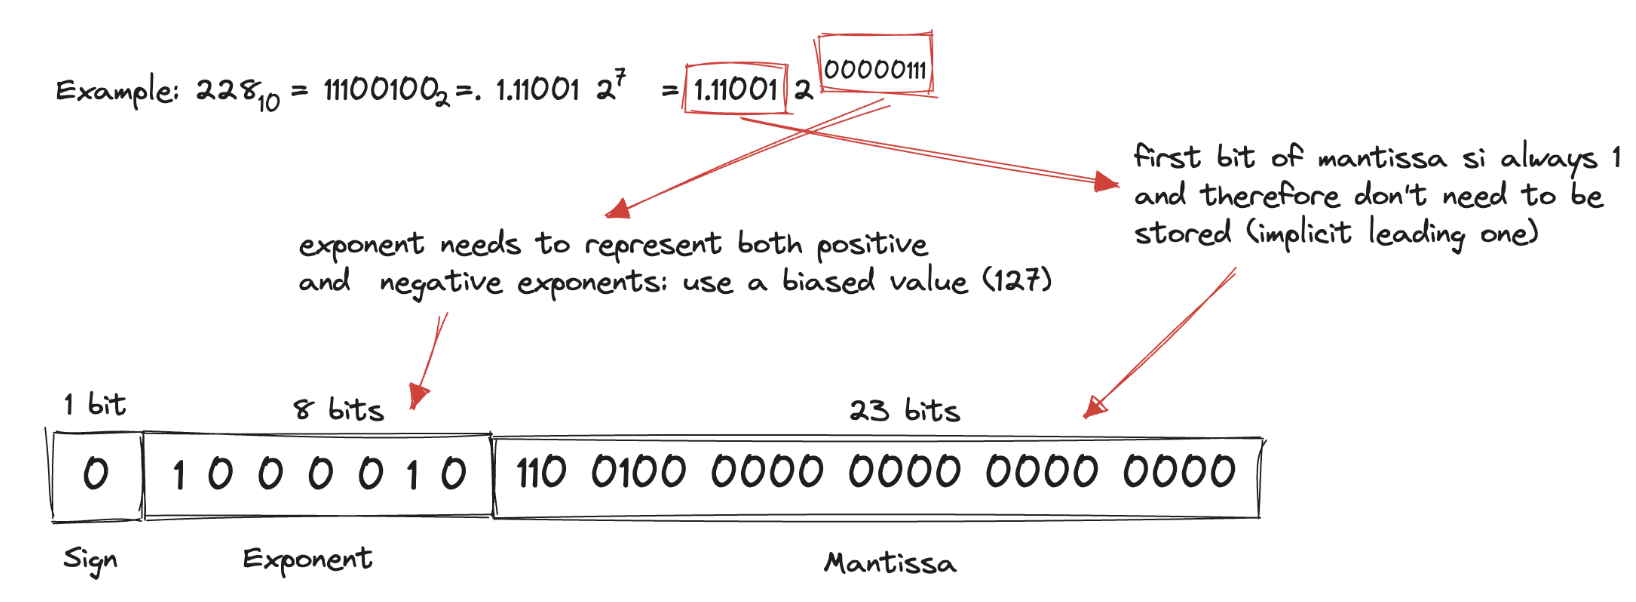 Example: 228₁₀ = 11100100₂ =. 1.11001 2⁷ = 1.11001 2⁰⁰⁰⁰⁰¹¹¹
first bit of mantissa si always 1
and therefore don't need to be
stored (implicit leading one)
exponent needs to represent both positive
and negative exponents: use a biased value (127)
1 bit 8 bits 23 bits
0 1 0 0 0 0 1 0 110 0100 0000 0000 0000 0000
Sign Exponent Mantissa